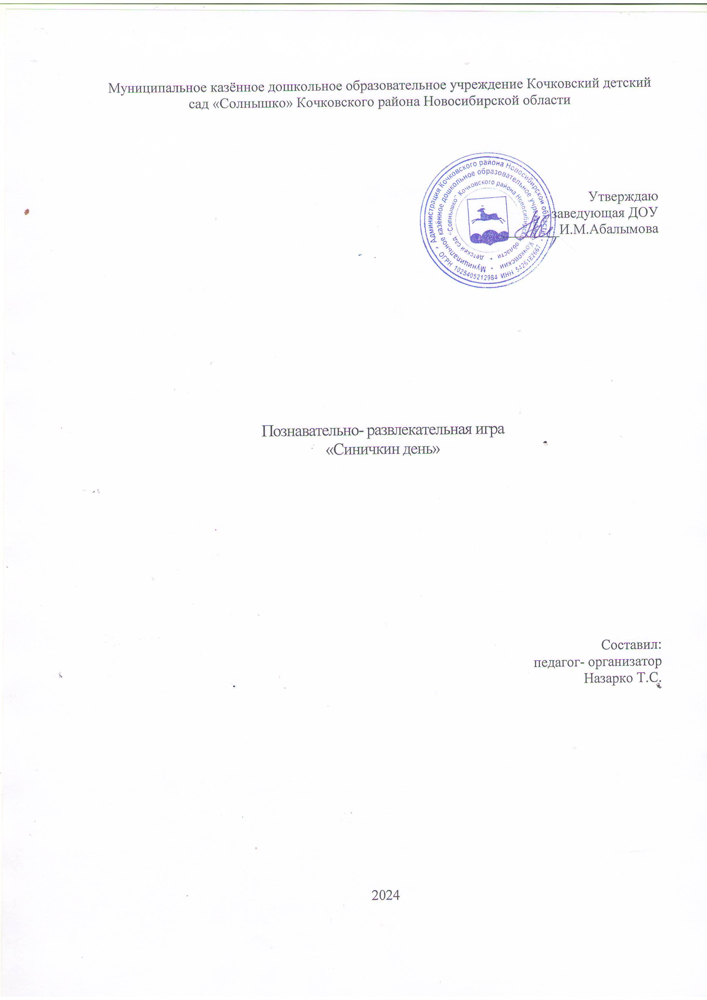 Муниципальное казённое дошкольное образовательное учреждение Кочковский детский
сад «Солнышко» Кочковского района Новосибирской области
Администрация Кочковского района Новосибирской области
ОГРН 1025405212984 ИНН 5426182667
Муниципальное казённое дошкольное образовательное учреждение Кочковский
детский сад "Солнышко" Кочковского района Новосибирской области
Утверждаю
заведующая ДОУ
И.М.Абалымова
Познавательно- развлекательная игра
«Синичкин день»
Составил:
педагог- организатор
Назарко Т.С.
2024